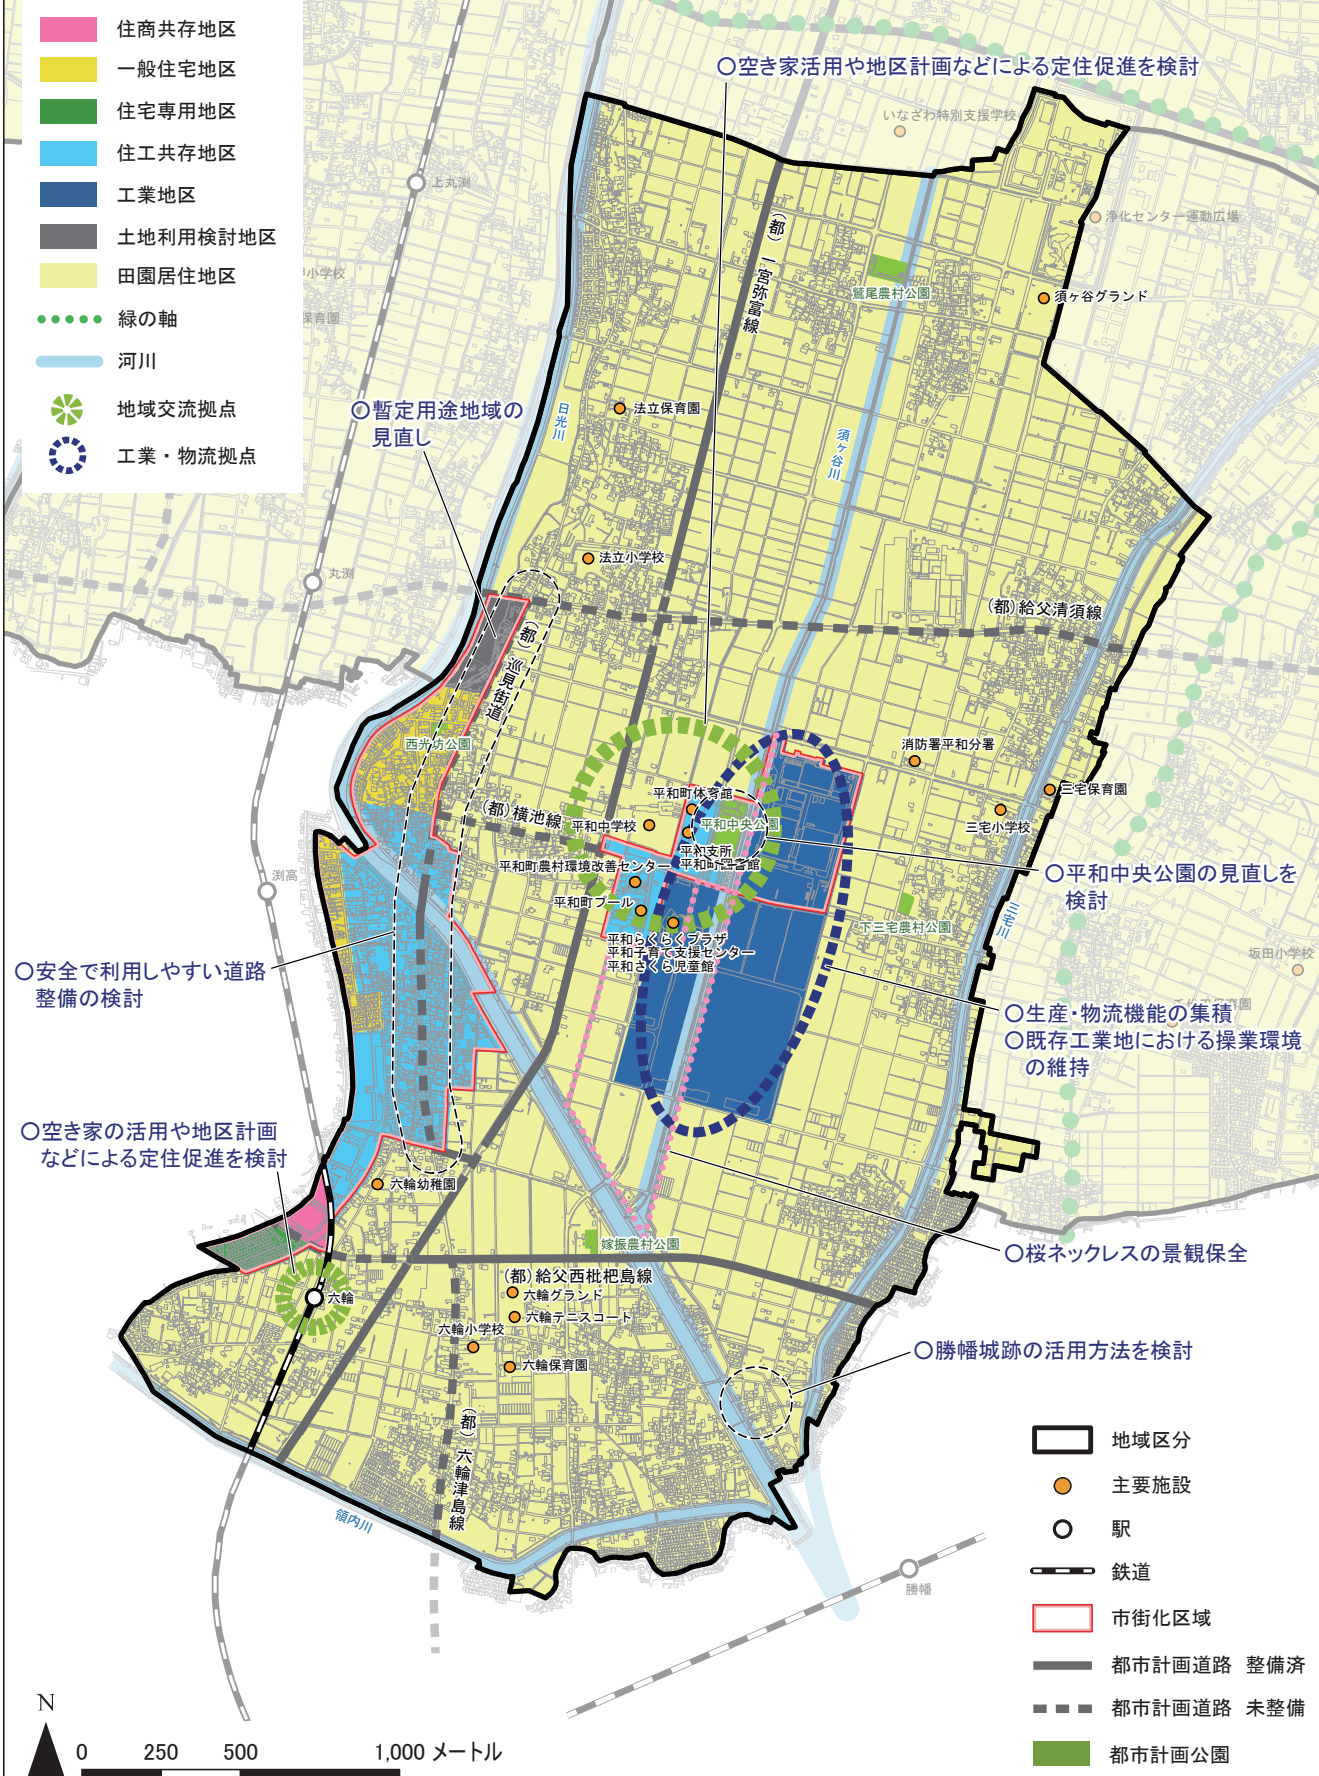 住商共存地区
一般住宅地区
住宅専用地区
住工共存地区
工業地区
土地利用検討地区
田園居住地区
緑の軸
河川
地域交流拠点
工業・物流拠点
○空き家活用や地区計画などによる定住促進を検討
いなざわ特別支援学校
上丸渕
浄化センター運動広場
小学校
保育園
(都)一宮弥富線
鷲尾農村公園
須ヶ谷グランド
○暫定用途地域の
見直し
日光川
法立保育園
須ヶ谷川
法立小学校
丸渕
(都)給父清須線
(都)巡見街道
西光坊公園
消防署平和分署
平和町体育館
三宅保育園
(都)横池線
平和中学校
平和中央公園
三宅小学校
平和支所
平和町図書館
平和町農村環境改善センター
渕高
○平和中央公園の見直しを
検討
平和町プール
下三宅農村公園
三宅川
平和らくらくプラザ
平和子育て支援センター
平和さくら児童館
坂田小学校
○安全で利用しやすい道路
整備の検討
保育園
○生産・物流機能の集積
○既存工業地における操業環境
の維持
○空き家の活用や地区計画
などによる定住促進を検討
六輪幼稚園
嫁振農村公園
○桜ネックレスの景観保全
(都)給父西枇杷島線
六輪
六輪グランド
六輪テニスコート
六輪小学校
六輪保育園
○勝幡城跡の活用方法を検討
(都)六輪津島線
領内川
勝幡
地域区分
主要施設
駅
鉄道
市街化区域
都市計画道路 整備済
都市計画道路 未整備
都市計画公園
N
0 250 500 1,000 メートル